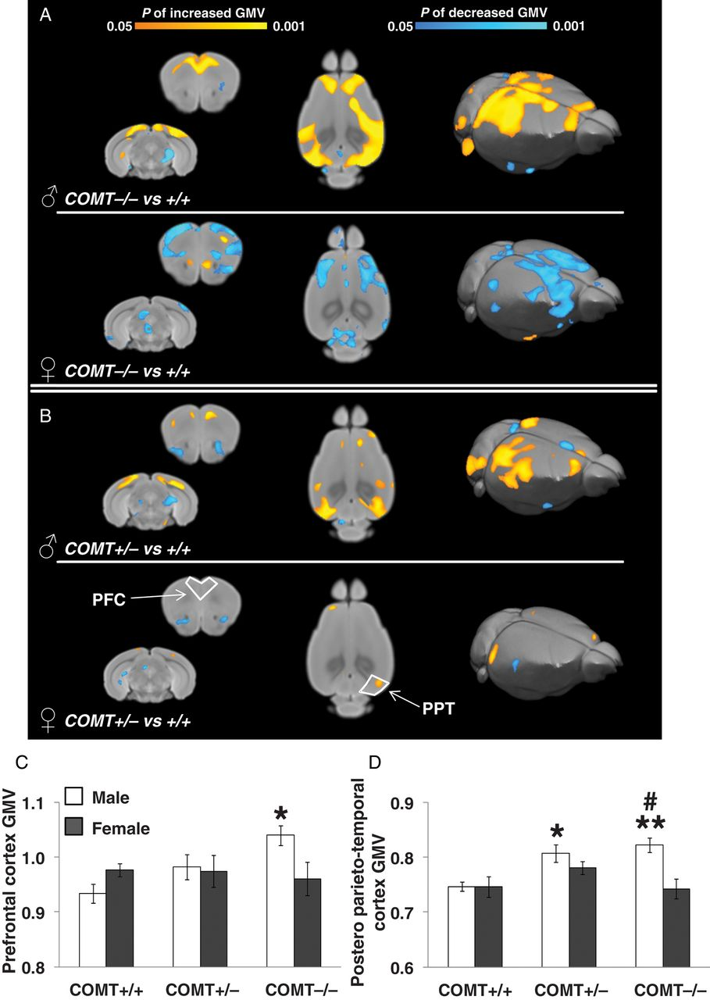 A
P of increased GMV
0.05 0.001
P of decreased GMV
0.05 0.001
♂ COMT–/– vs +/+
♀ COMT–/– vs +/+
B
♂ COMT+/– vs +/+
PFC
PPT
♀ COMT+/– vs +/+
C
Prefrontal cortex GMV
1.1
1.0
0.9
0.8
Male
Female
*
COMT+/+ COMT+/– COMT–/–
D
Postero parieto-temporal
cortex GMV
0.9
0.8
0.7
0.6
*
#
**
COMT+/+ COMT+/– COMT–/–